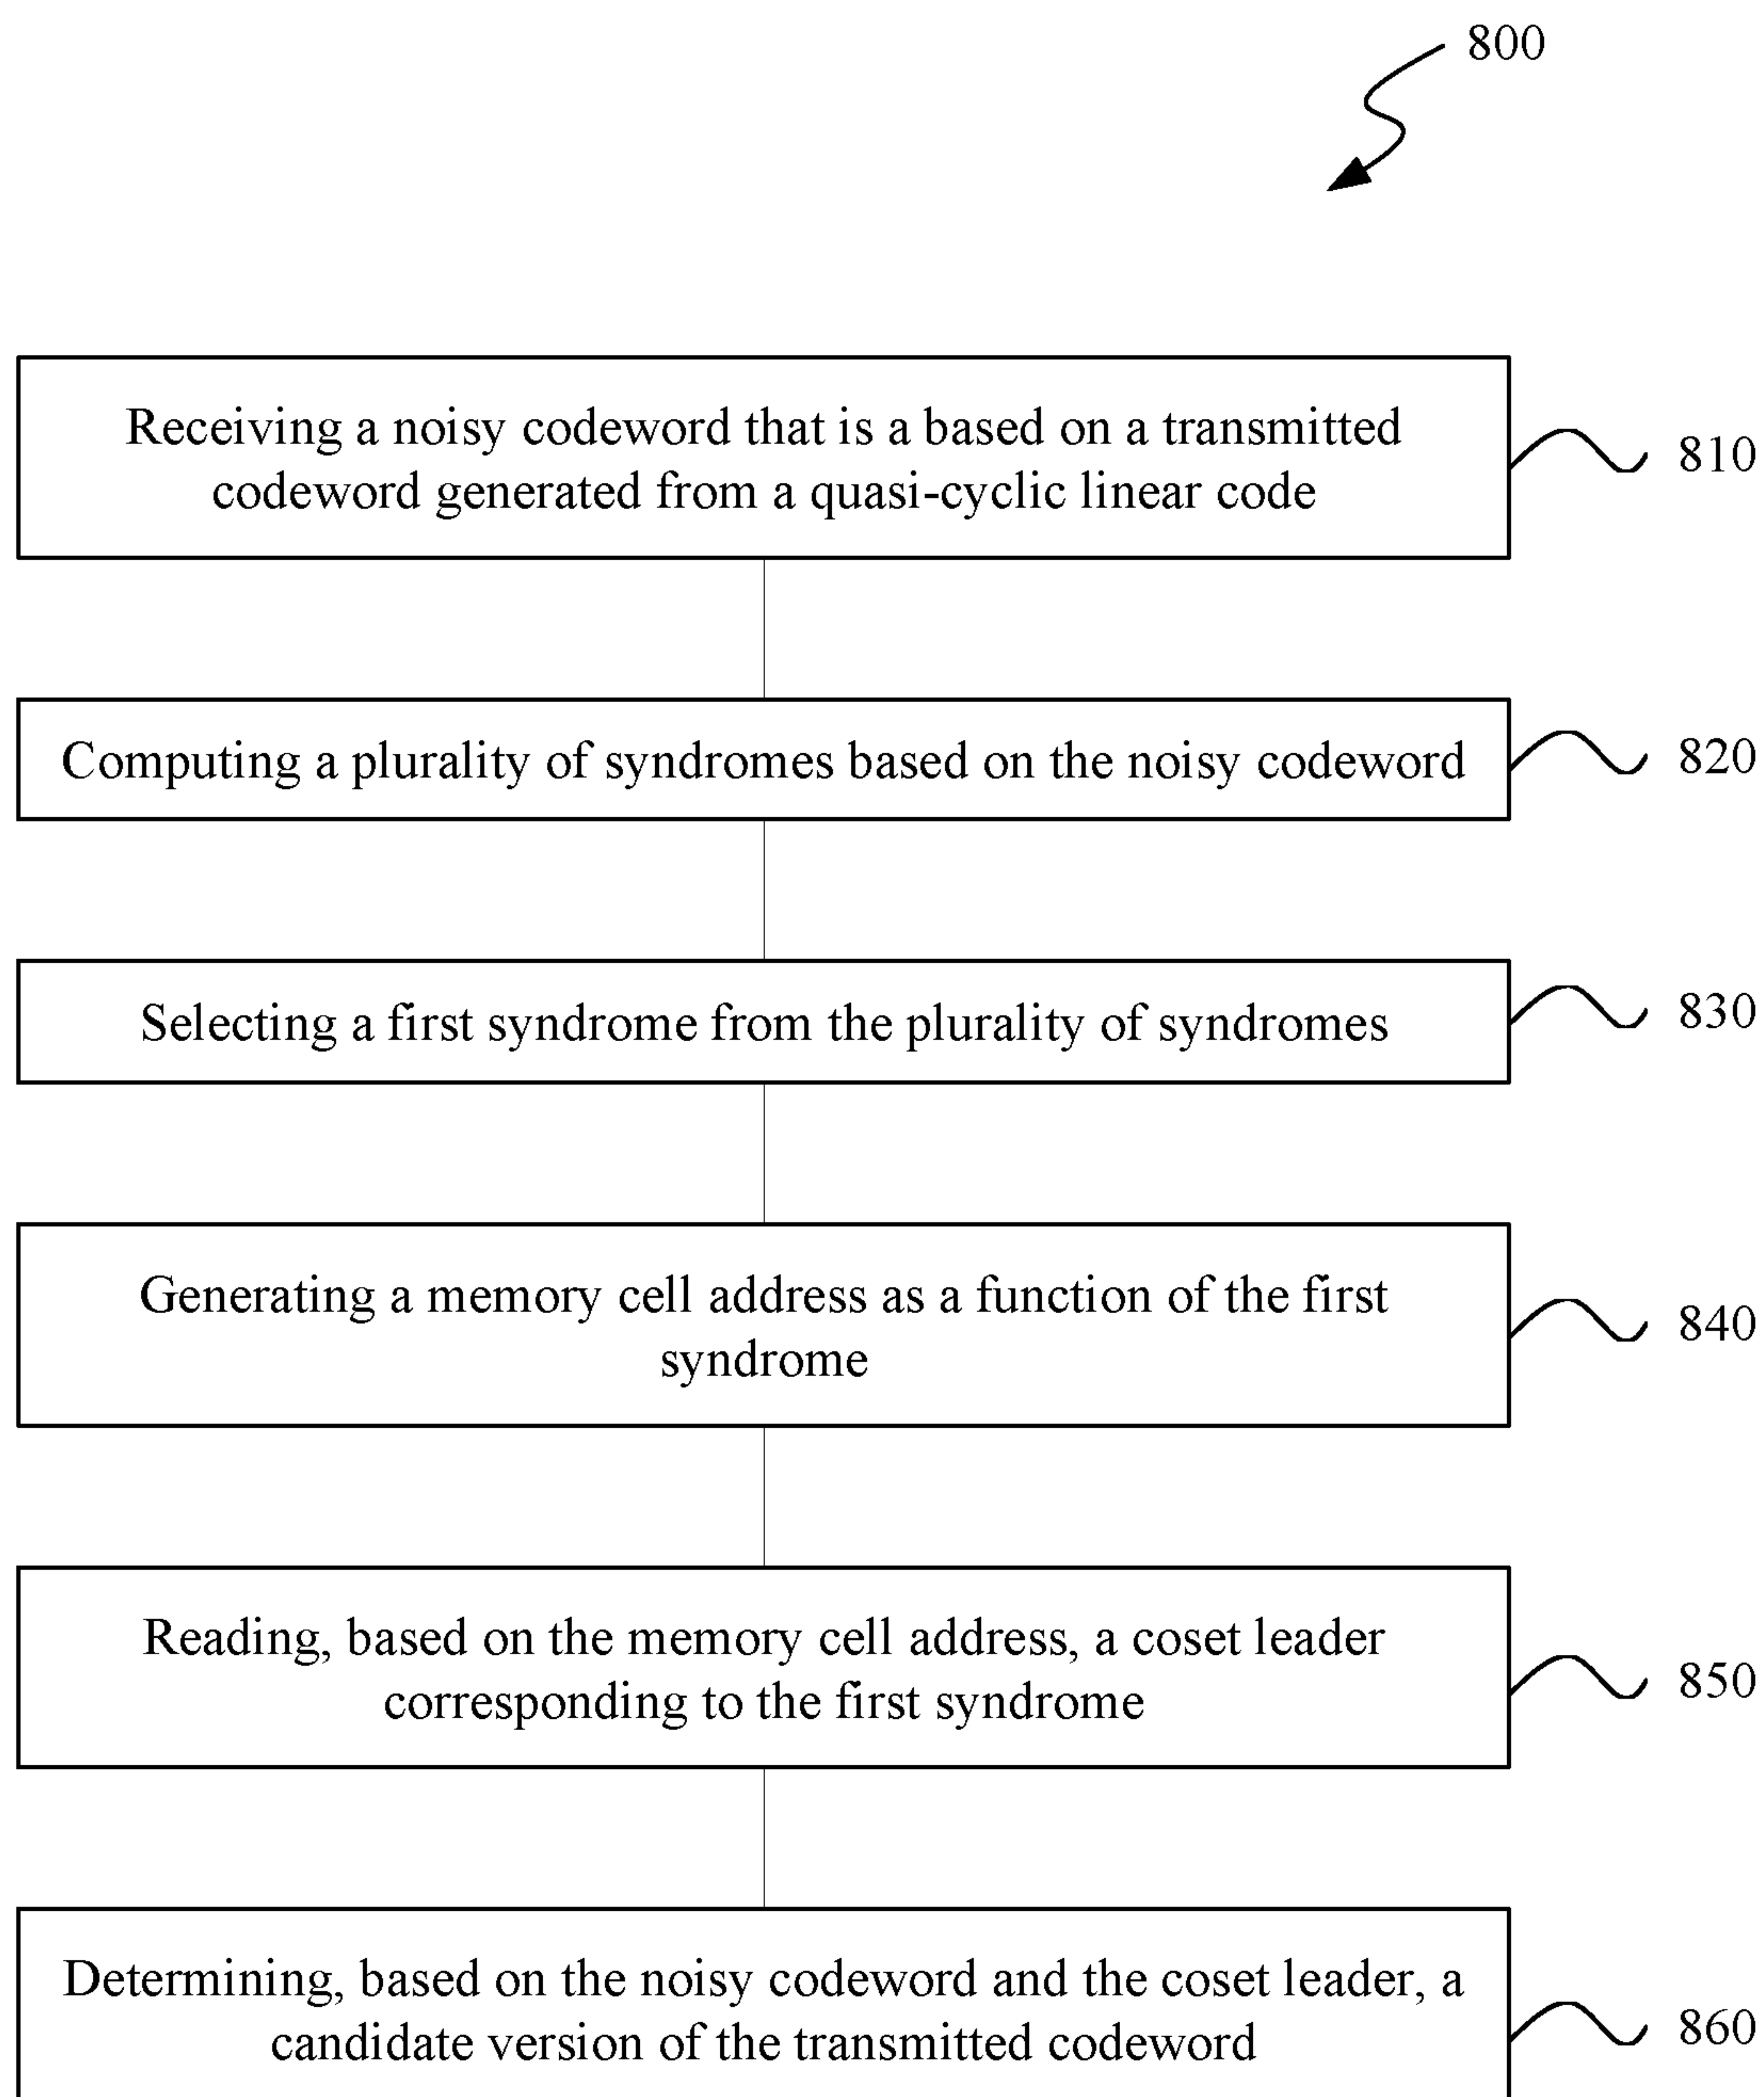 800
Receiving a noisy codeword that is a based on a transmitted
codeword generated from a quasi-cyclic linear code
810
Computing a plurality of syndromes based on the noisy codeword
820
Selecting a first syndrome from the plurality of syndromes
830
Generating a memory cell address as a function of the first
syndrome
840
Reading, based on the memory cell address, a coset leader
corresponding to the first syndrome
850
Determining, based on the noisy codeword and the coset leader, a
candidate version of the transmitted codeword
860